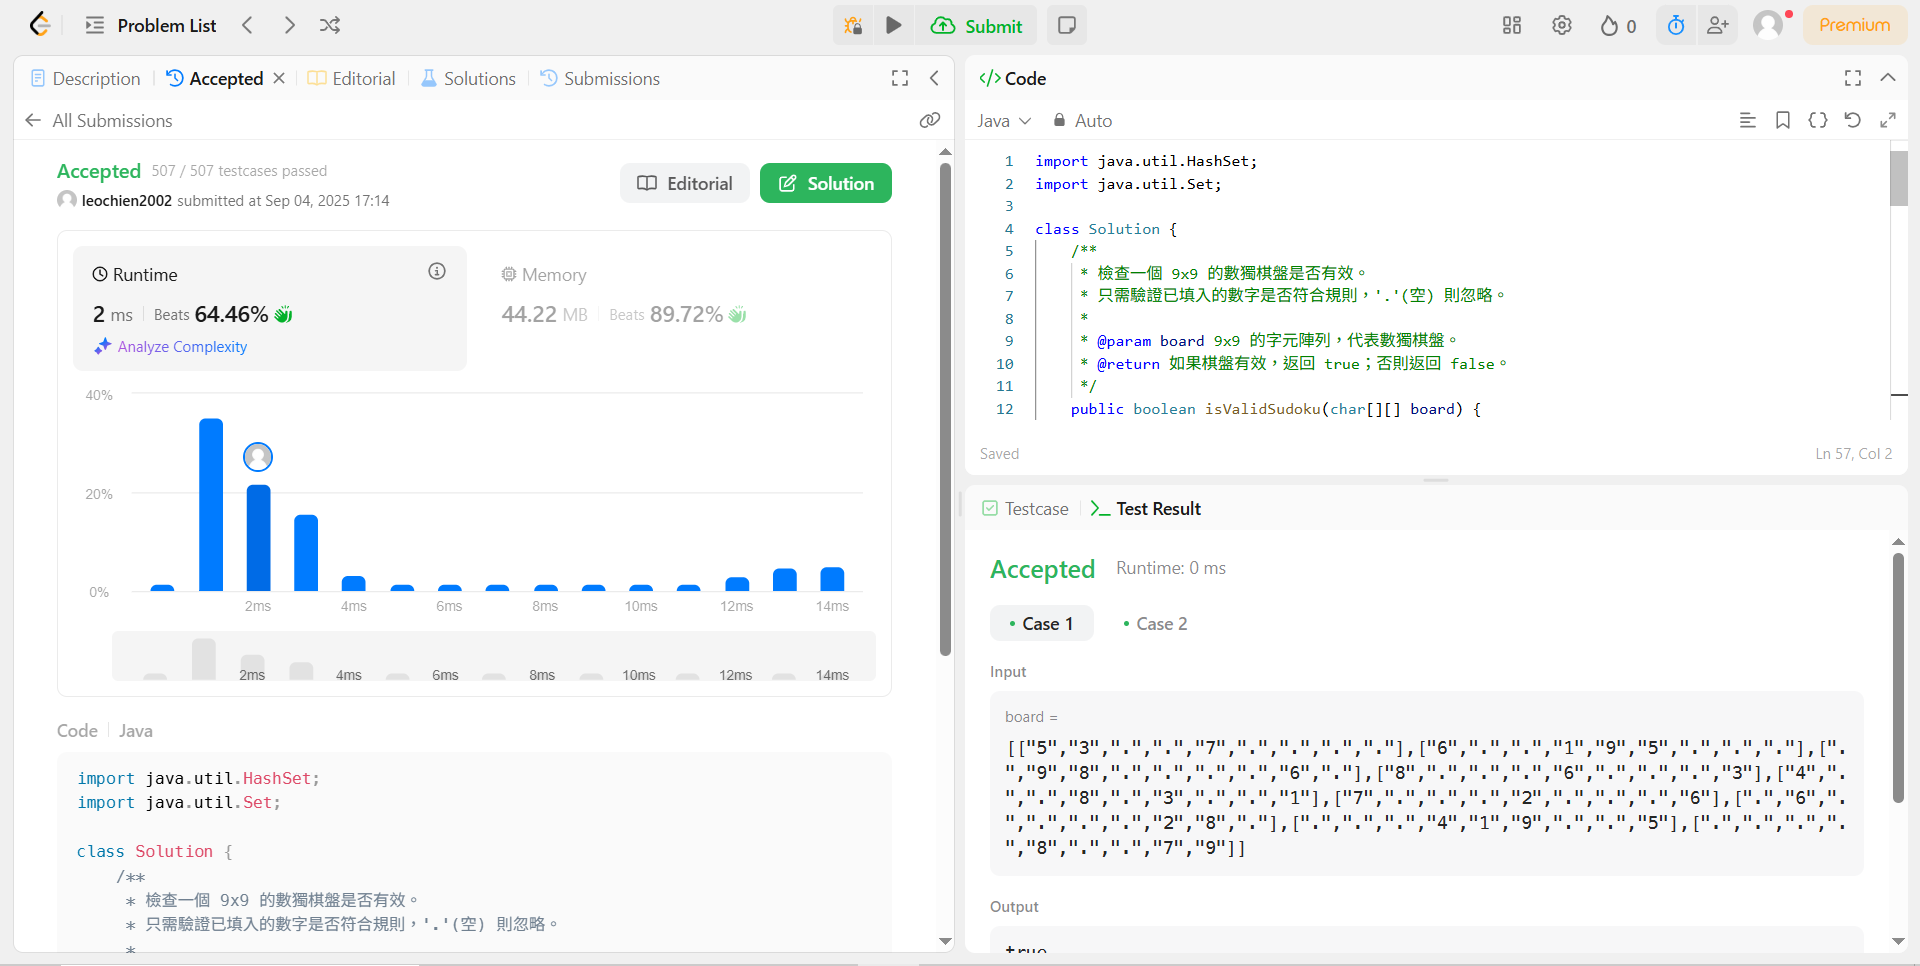 Problem List
Submit
0
Premium
Description
Accepted
Editorial
Solutions
Submissions
All Submissions
Accepted 507 / 507 testcases passed
leochien2002 submitted at Sep 04, 2025 17:14
Editorial
Solution
Runtime
2 ms Beats 64.46%
Analyze Complexity
Memory
44.22 MB Beats 89.72%
40%
20%
0%
2ms 4ms 6ms 8ms 10ms 12ms 14ms
2ms 4ms 6ms 8ms 10ms 12ms 14ms
Code Java
import java.util.HashSet;
import java.util.Set;
class Solution {
/**
* 檢查一個 9x9 的數獨棋盤是否有效。
* 只需驗證已填入的數字是否符合規則，'.'(空) 則忽略。
*
</> Code
Java Auto
1 import java.util.HashSet;
2 import java.util.Set;
3
4 class Solution {
5 /**
6 * 檢查一個 9x9 的數獨棋盤是否有效。
7 * 只需驗證已填入的數字是否符合規則，'.'(空) 則忽略。
8 *
9 * @param board 9x9 的字元陣列，代表數獨棋盤。
10 * @return 如果棋盤有效，返回 true；否則返回 false。
11 */
12 public boolean isValidSudoku(char[][] board) {
Saved
Ln 57, Col 2
Testcase
Test Result
Accepted Runtime: 0 ms
Case 1
Case 2
Input
board =
[["5","3",".",".","7",".",".",".","."],["6",".",".","1","9","5",".",".","."],[".
","9","8",".",".",".",".","6","."],["8",".",".",".","6",".",".",".","3"],["4",".
",".","8",".","3",".",".","1"],["7",".",".",".","2",".",".",".","6"],[".","6",".
",".",".",".","2","8","."],[".",".",".","4","1","9",".",".","5"],[".",".",".",".
","8",".",".","7","9"]]
Output
true